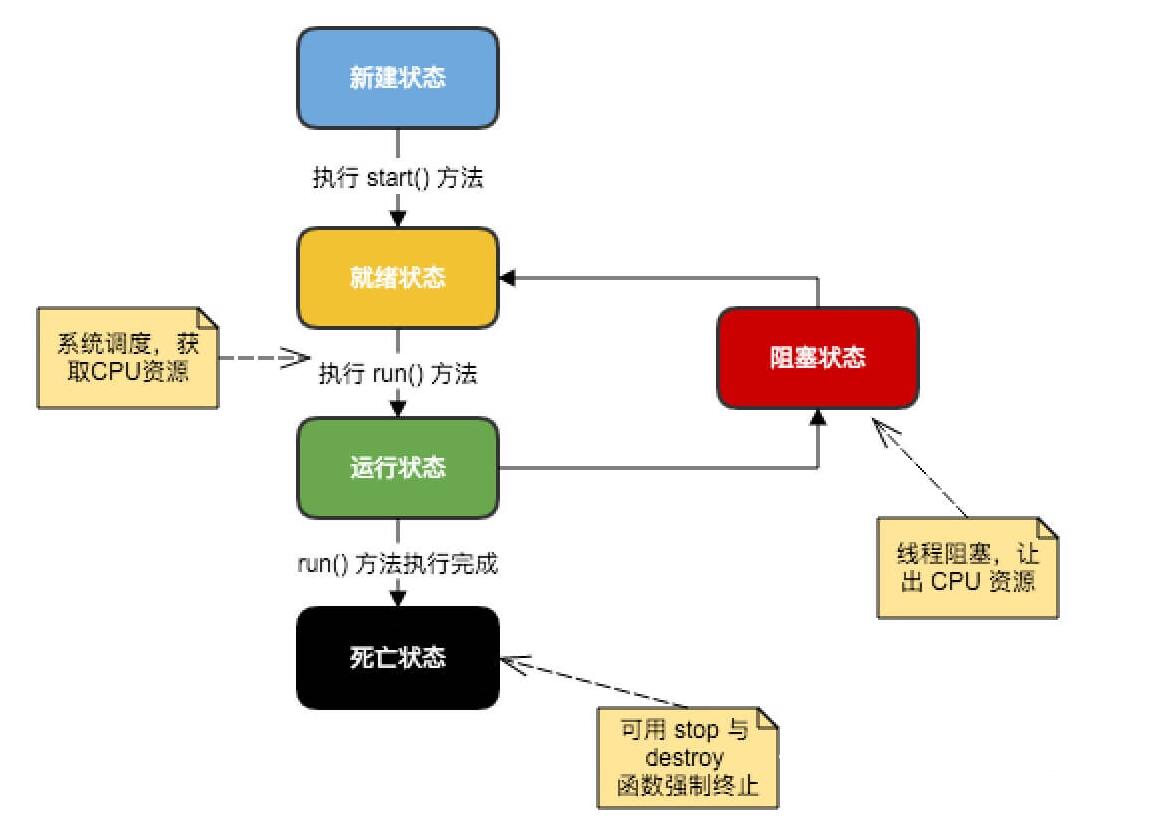 新建状态
执行 start() 方法
就绪状态
系统调度，获
取CPU资源
执行 run() 方法
阻塞状态
运行状态
线程阻塞，让
出 CPU 资源
run() 方法执行完成
死亡状态
可用 stop 与
destroy
函数强制终止